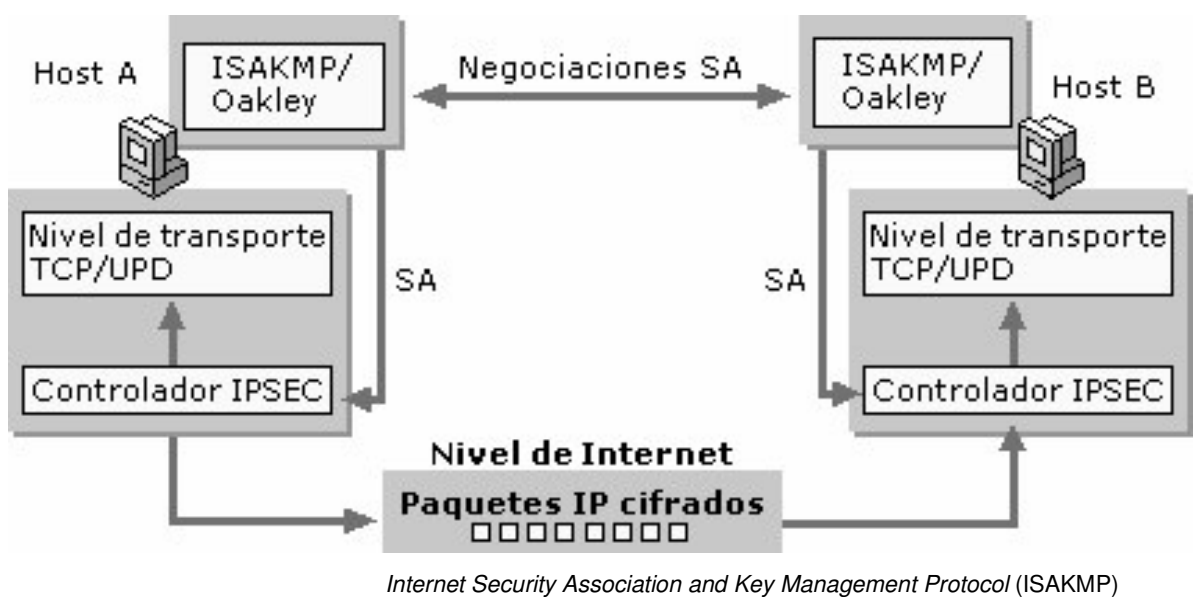 Host A
ISAKMP/
Oakley
Negociaciones SA
ISAKMP/
Oakley
Host B
Nivel de transporte
TCP/UPD
SA
SA
Nivel de transporte
TCP/UPD
Controlador IPSEC
Controlador IPSEC
Nivel de Internet
Paquetes IP cifrados
Internet Security Association and Key Management Protocol (ISAKMP)